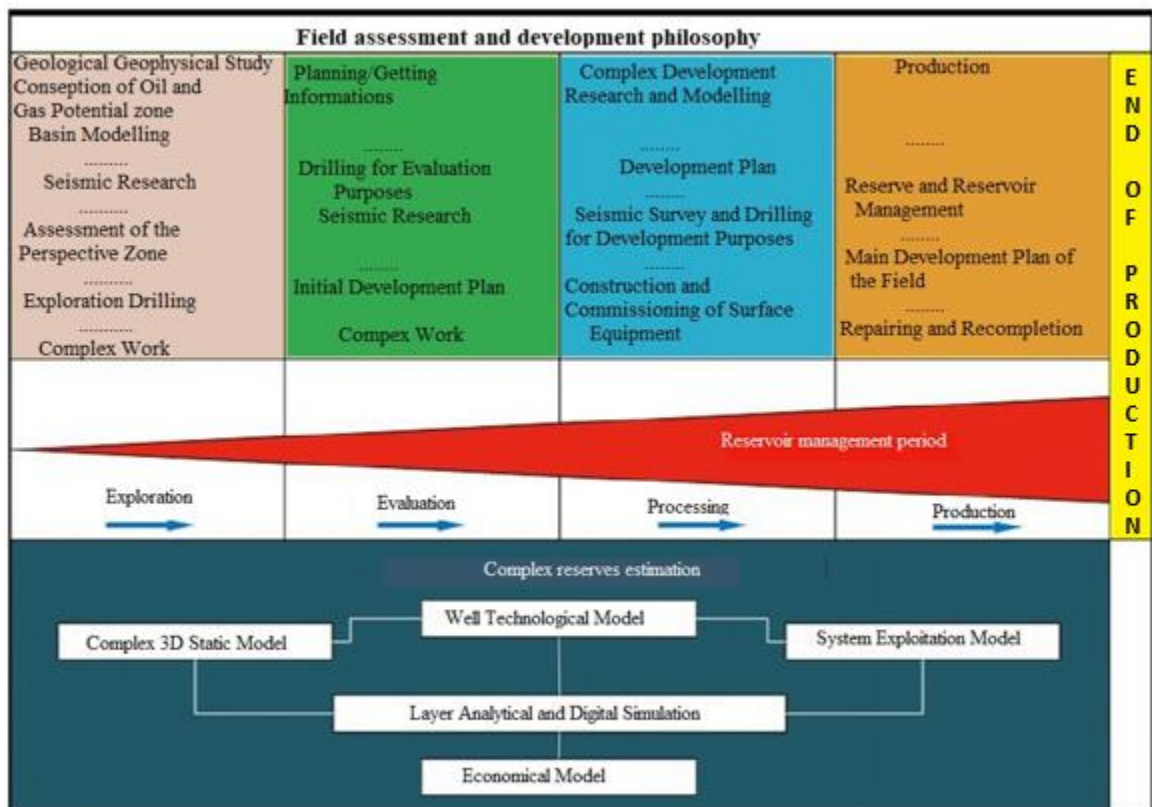 Field assessment and development philosophy
Geological Geophysical Study
Conseption of Oil and
Gas Potential zone
Basin Modelling
.........
Seismic Research
.........
Assessment of the
Perspective Zone
.........
Exploration Drilling
.........
Complex Work
Planning/Getting
Informations
.........
Drilling for Evaluation
Purposes
Seismic Research
.........
Initial Development Plan
Compex Work
Complex Development
Research and Modelling
.........
Development Plan
.........
Seismic Survey and Drilling
for Development Purposes
.........
Construction and
Commissioning of Surface
Equipment
Production
.........
Reserve and Reservoir
Management
.........
Main Development Plan of
the Field
.........
Repairing and Recompletion
END OF PRODUCTION
Reservoir management period
Exploration
Evaluation
Processing
Production
Complex reserves estimation
Well Technological Model
Complex 3D Static Model
System Exploitation Model
Layer Analytical and Digital Simulation
Economical Model